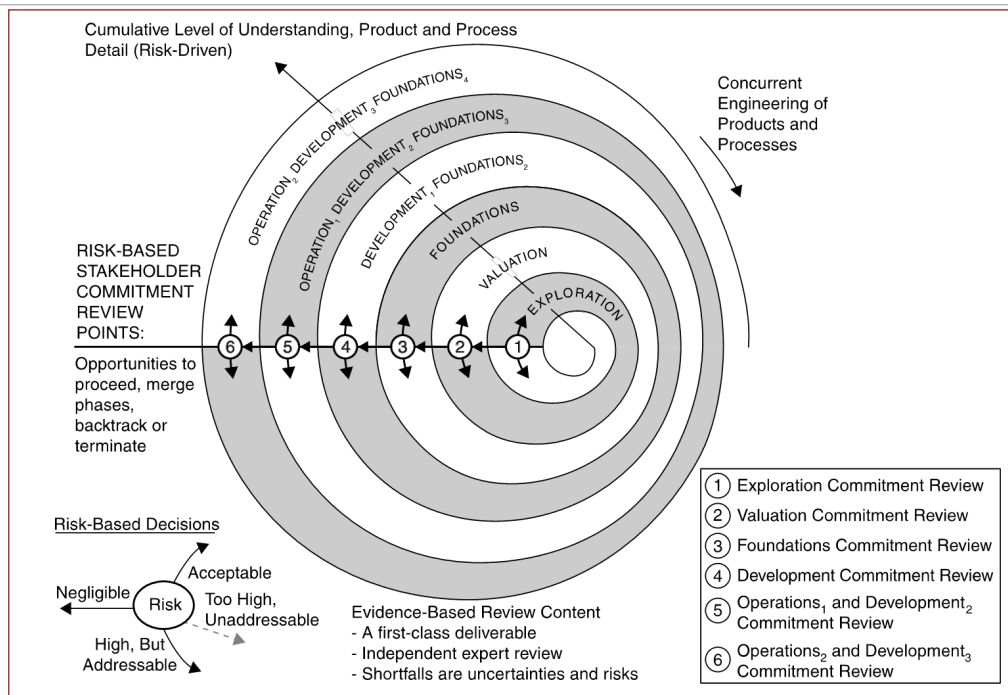 Cumulative Level of Understanding, Product and Process
Detail (Risk-Driven)
Concurrent
Engineering of
Products and
Processes
OPERATION₂ DEVELOPMENT₃ FOUNDATIONS₄
OPERATION₁ DEVELOPMENT₂ FOUNDATIONS₃
DEVELOPMENT₁ FOUNDATIONS₂
FOUNDATIONS
VALUATION
EXPLORATION
RISK-BASED
STAKEHOLDER
COMMITMENT
REVIEW
POINTS:
6 5 4 3 2 1
Opportunities to
proceed, merge
phases,
backtrack or
terminate
Risk-Based Decisions
Acceptable
Negligible
Risk
Too High,
Unaddressable
High, But
Addressable
Evidence-Based Review Content
- A first-class deliverable
- Independent expert review
- Shortfalls are uncertainties and risks
1 Exploration Commitment Review
2 Valuation Commitment Review
3 Foundations Commitment Review
4 Development Commitment Review
5 Operations₁ and Development₂
Commitment Review
6 Operations₂ and Development₃
Commitment Review